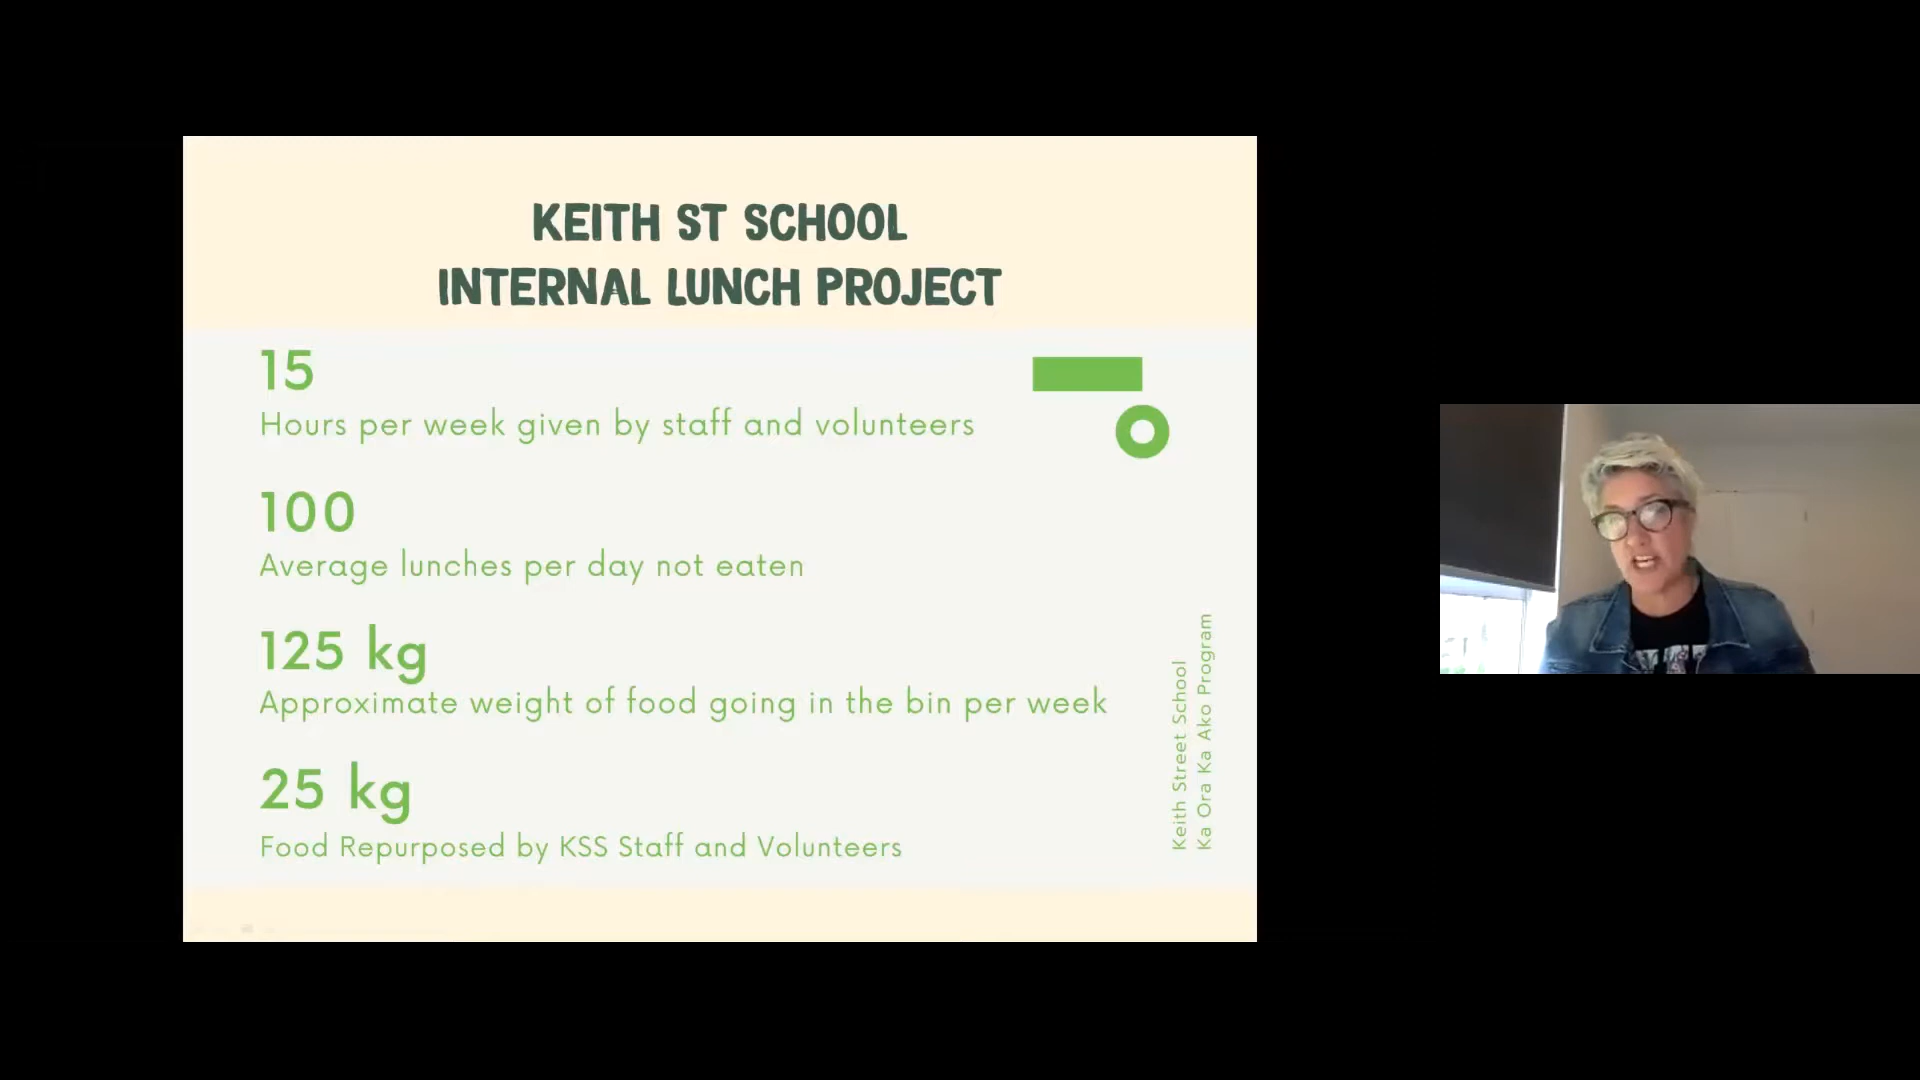 KEITH ST SCHOOL
INTERNAL LUNCH PROJECT
15
Hours per week given by staff and volunteers
100
Average lunches per day not eaten
125 kg
Approximate weight of food going in the bin per week
25 kg
Food Repurposed by KSS Staff and Volunteers
Keith Street School
Ka Ora Ka Ako Program